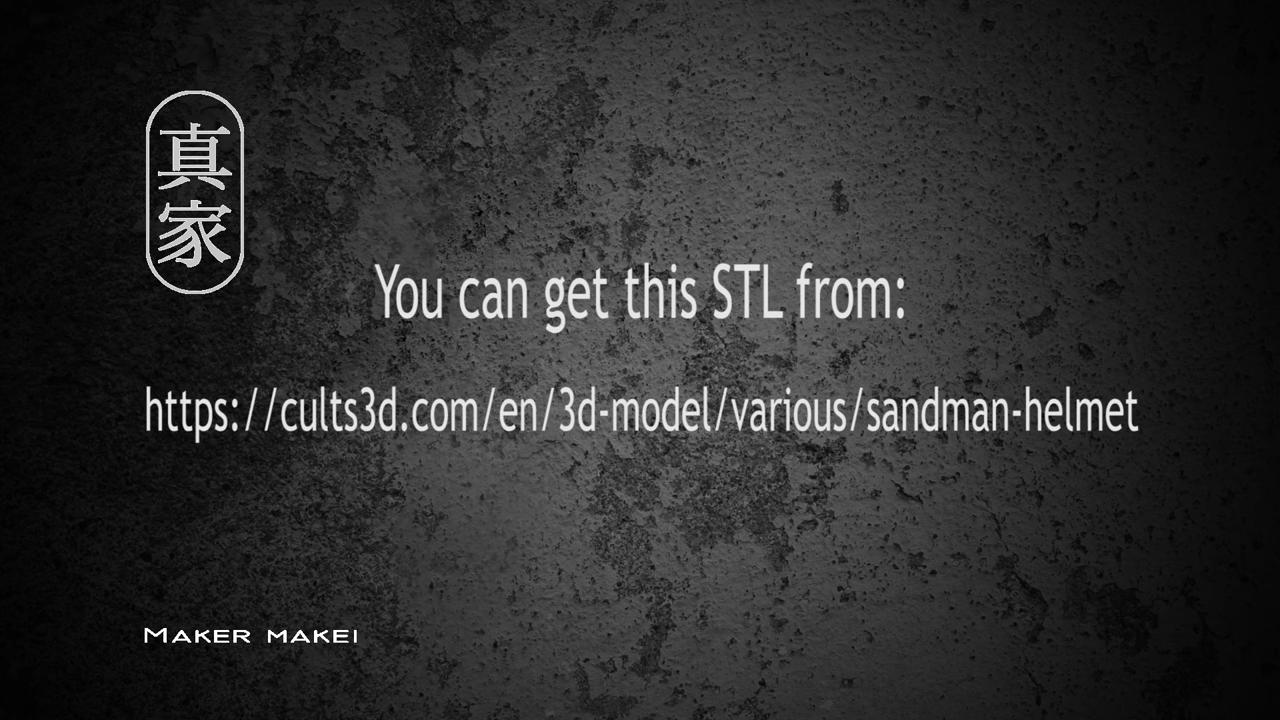 真
家
You can get this STL from:
https://cults3d.com/en/3d-model/various/sandman-helmet
MAKER MAKEI